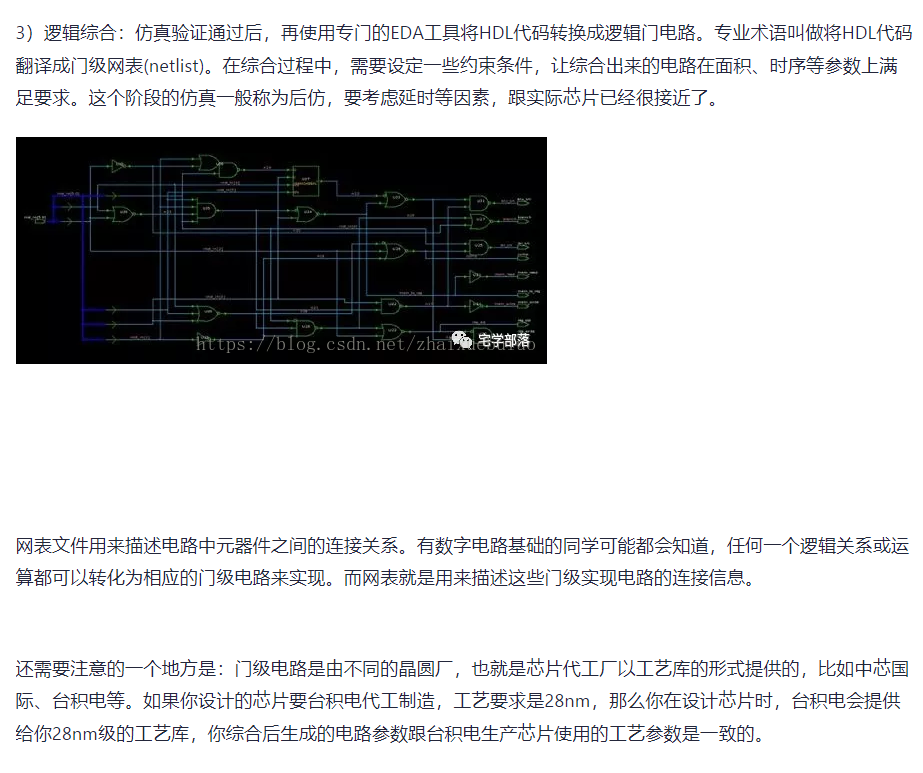 3）逻辑综合：仿真验证通过后，再使用专门的EDA工具将HDL代码转换成逻辑门电路。专业术语叫做将HDL代码
翻译成门级网表(netlist)。在综合过程中，需要设定一些约束条件，让综合出来的电路在面积、时序等参数上满
足要求。这个阶段的仿真一般称为后仿，要考虑延时等因素，跟实际芯片已经很接近了。
宅学部落
网表文件用来描述电路中元器件之间的连接关系。有数字电路基础的同学可能都会知道，任何一个逻辑关系或运
算都可以转化为相应的门级电路来实现。而网表就是用来描述这些门级实现电路的连接信息。
还需要注意的一个地方是：门级电路是由不同的晶圆厂，也就是芯片代工厂以工艺库的形式提供的，比如中芯国
际、台积电等。如果你设计的芯片要台积电代工制造，工艺要求是28nm，那么你在设计芯片时，台积电会提供
给你28nm级的工艺库，你综合后生成的电路参数跟台积电生产芯片使用的工艺参数是一致的。